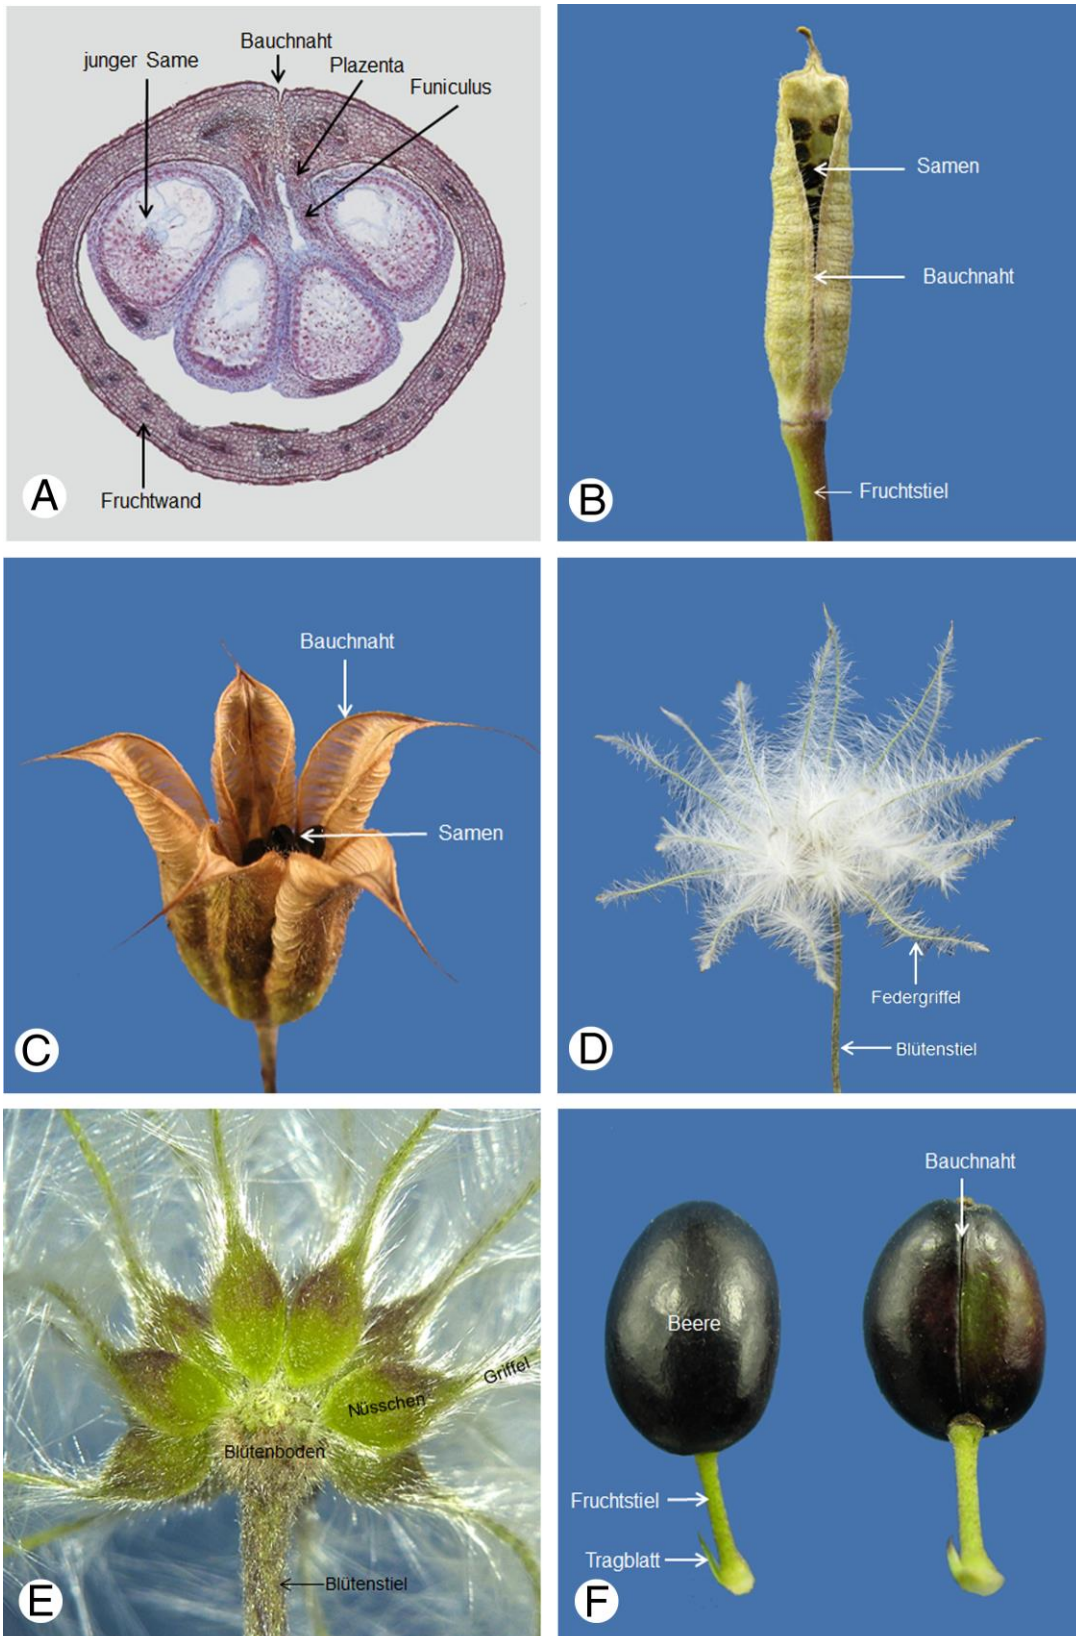 Bauchnaht
junger Same
Plazenta
Funiculus
Fruchtwand
A
Samen
Bauchnaht
Fruchtstiel
B
Bauchnaht
Samen
C
Federgriffel
Blütenstiel
D
Griffel
Nüsschen
Blütenboden
Blütenstiel
E
Bauchnaht
Beere
Fruchtstiel
Tragblatt
F